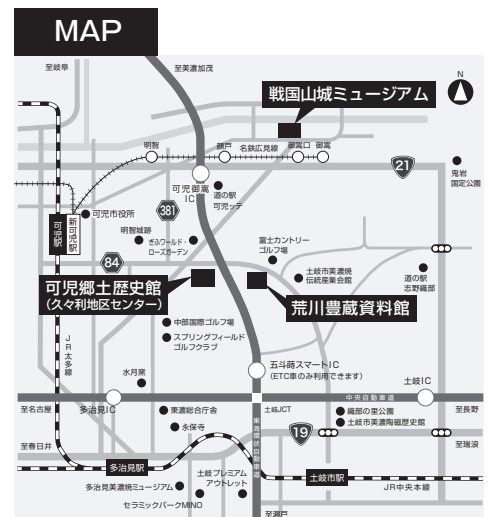 MAP
至岐阜
至美濃加茂
N
戦国山城ミュージアム
明智
顔戸
名鉄広見線
御嵩口
御嵩
21
鬼岩
国定公園
可児御嵩
IC
道の駅
可児ッテ
381
可児市役所
可児駅
新可児駅
明智城跡
ぎふワールド・
ローズガーデン
富士カントリー
ゴルフ場
84
土岐市美濃焼
伝統産業会館
道の駅
志野織部
可児郷土歴史館
(久々利地区センター)
荒川豊蔵資料館
中部国際ゴルフ場
スプリングフィールド
ゴルフクラブ
JR太多線
水月窯
五斗蒔スマートIC
(ETC車のみ利用できます)
土岐IC
中央自動車道
至名古屋
多治見IC
東濃総合庁舎
土岐JCT
織部の里公園
至長野
永保寺
土岐市美濃陶磁歴史館
東海環状自動車道
19
至春日井
至瑞浪
多治見駅
土岐プレミアム
アウトレット
土岐市駅
多治見美濃焼ミュージアム
JR中央本線
セラミックパークMINO
至瀬戸